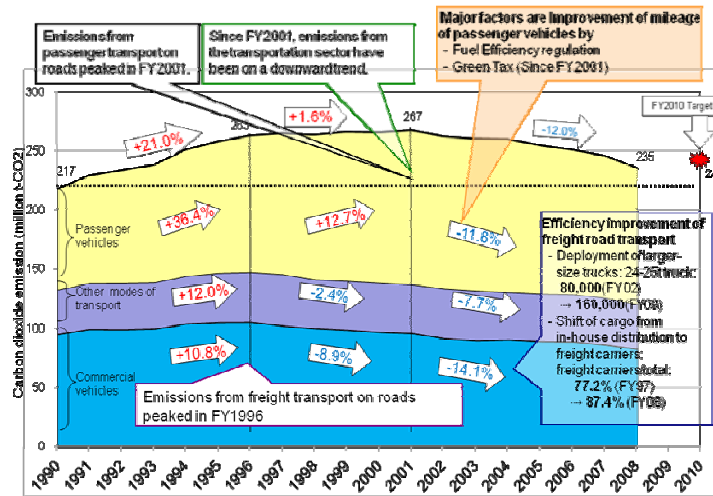 Emissions from
passenger transport on
roads peaked in FY2001.
Since FY2001, emissions from
the transportation sector have
been on a downward trend.
Major factors are improvement of mileage
of passenger vehicles by
- Fuel Efficiency regulation
- Green Tax (Since FY2001)
FY2010 Target
Carbon dioxide emission (million t-CO2)
300
250
200
150
100
50
0
217
263
267
235
+21.0%
+1.6%
-12.0%
Passenger
vehicles
+36.4%
+12.7%
-11.8%
Other modes of
transport
+12.0%
-2.4%
-7.7%
Commercial
vehicles
+10.8%
-8.9%
-14.1%
Efficiency improvement of
freight road transport
- Deployment of larger-
size trucks: 24-25t truck:
80,000 (FY02)
→ 160,000
- Shift of cargo from
in-house distribution to
freight carriers;
freight carriers/total:
77.2% (FY97)
→ 87.4%
Emissions from freight transport on roads
peaked in FY1996
1990 1991 1992 1993 1994 1995 1996 1997 1998 1999 2000 2001 2002 2003 2004 2005 2006 2007 2008 2009 2010